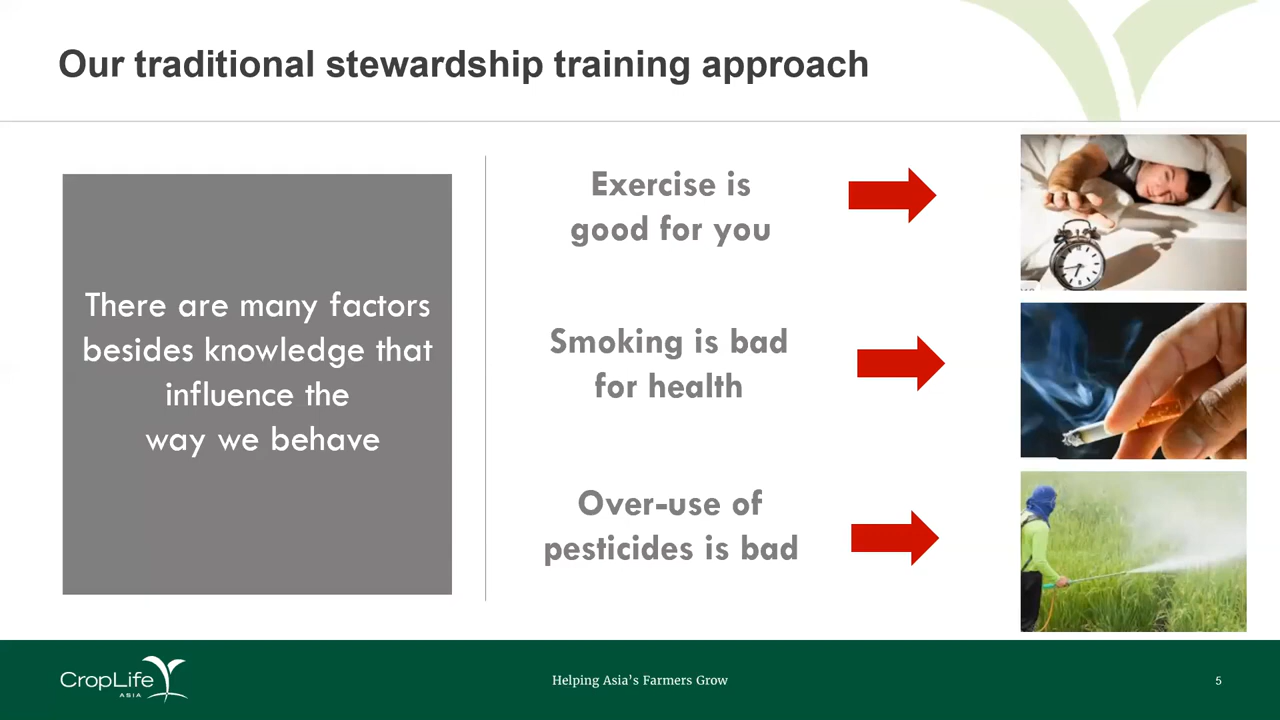 Our traditional stewardship training approach
There are many factors
besides knowledge that
influence the
way we behave
Exercise is
good for you
Smoking is bad
for health
Over-use of
pesticides is bad
CropLife
ASIA
Helping Asia's Farmers Grow
5